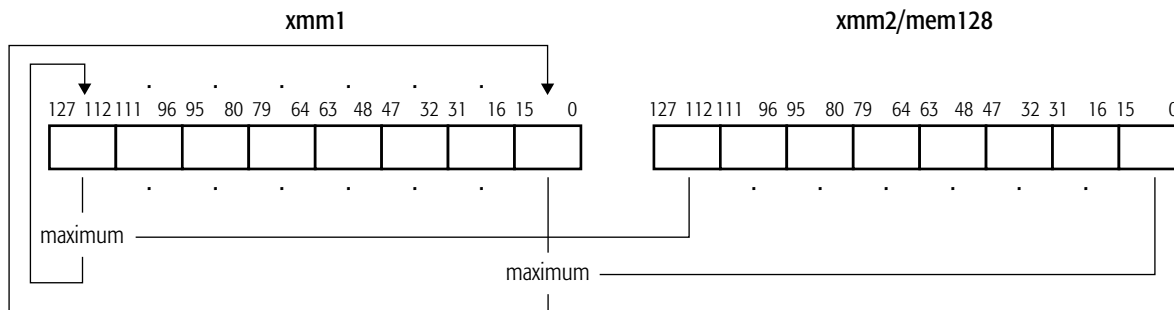 xmm1 xmm2/mem128
. . . . . .
127 112 111 96 95 80 79 64 63 48 47 32 31 16 15 0 127 112 111 96 95 80 79 64 63 48 47 32 31 16 15 0
. . . . . . . . . . . .
maximum
maximum